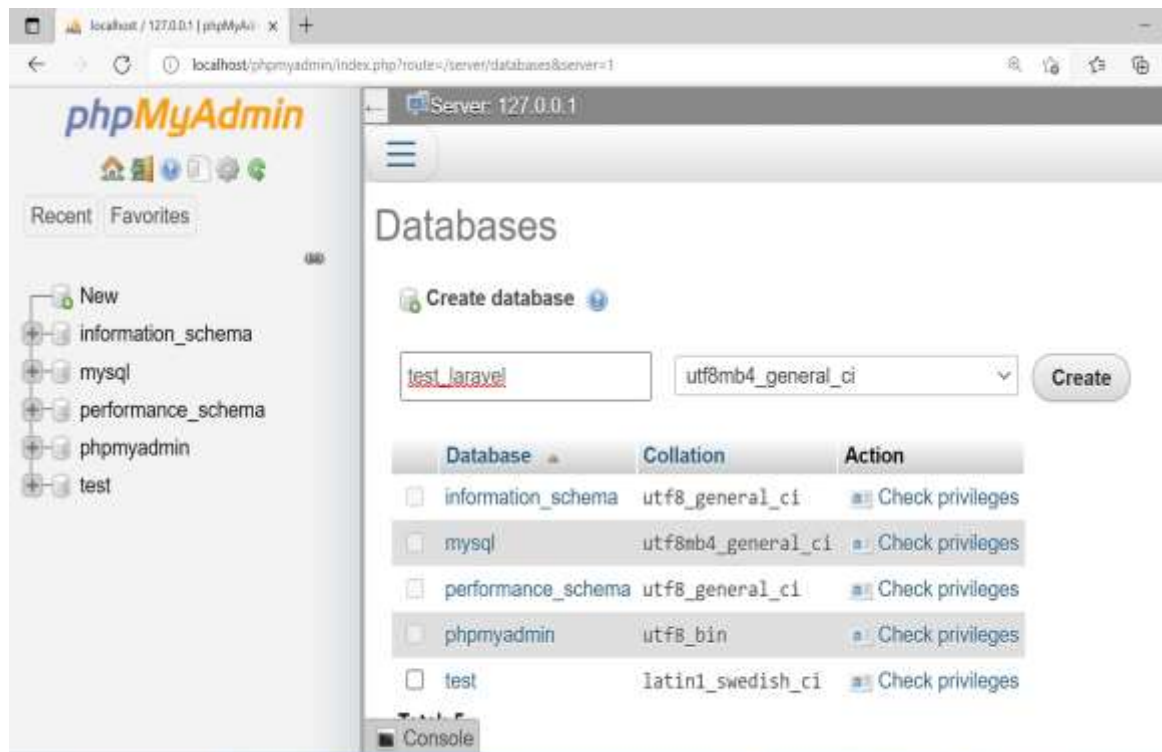 localhost / 127.0.0.1 | phpMyAd
localhost/phpmyadmin/index.php?route=/server/databases&server=1
phpMyAdmin
Server: 127.0.0.1
Recent Favorites
Databases
New
information_schema
mysql
performance_schema
phpmyadmin
test
Create database
test_laravel utf8mb4_general_ci Create
Database Collation Action
information_schema utf8_general_ci Check privileges
mysql utf8mb4_general_ci Check privileges
performance_schema utf8_general_ci Check privileges
phpmyadmin utf8_bin Check privileges
test latin1_swedish_ci Check privileges
Console